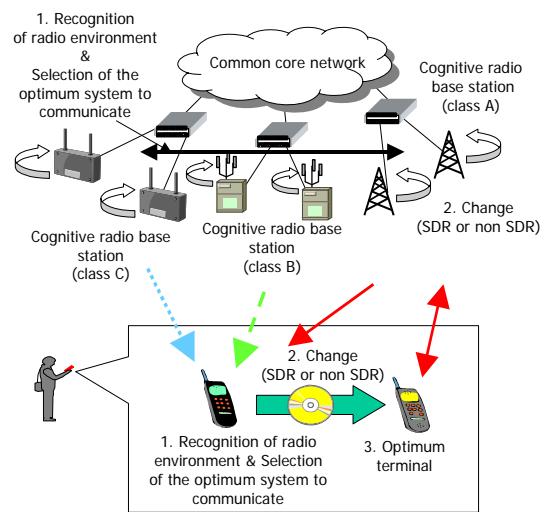 1. Recognition
of radio environment
&
Selection of the
optimum system to
communicate
Common core network
Cognitive radio
base station
(class A)
2. Change
(SDR or non SDR)
Cognitive radio base
station
(class C)
Cognitive radio base
station
(class B)
2. Change
(SDR or non SDR)
1. Recognition of radio
environment & Selection
of the optimum system to
communicate
3. Optimum
terminal